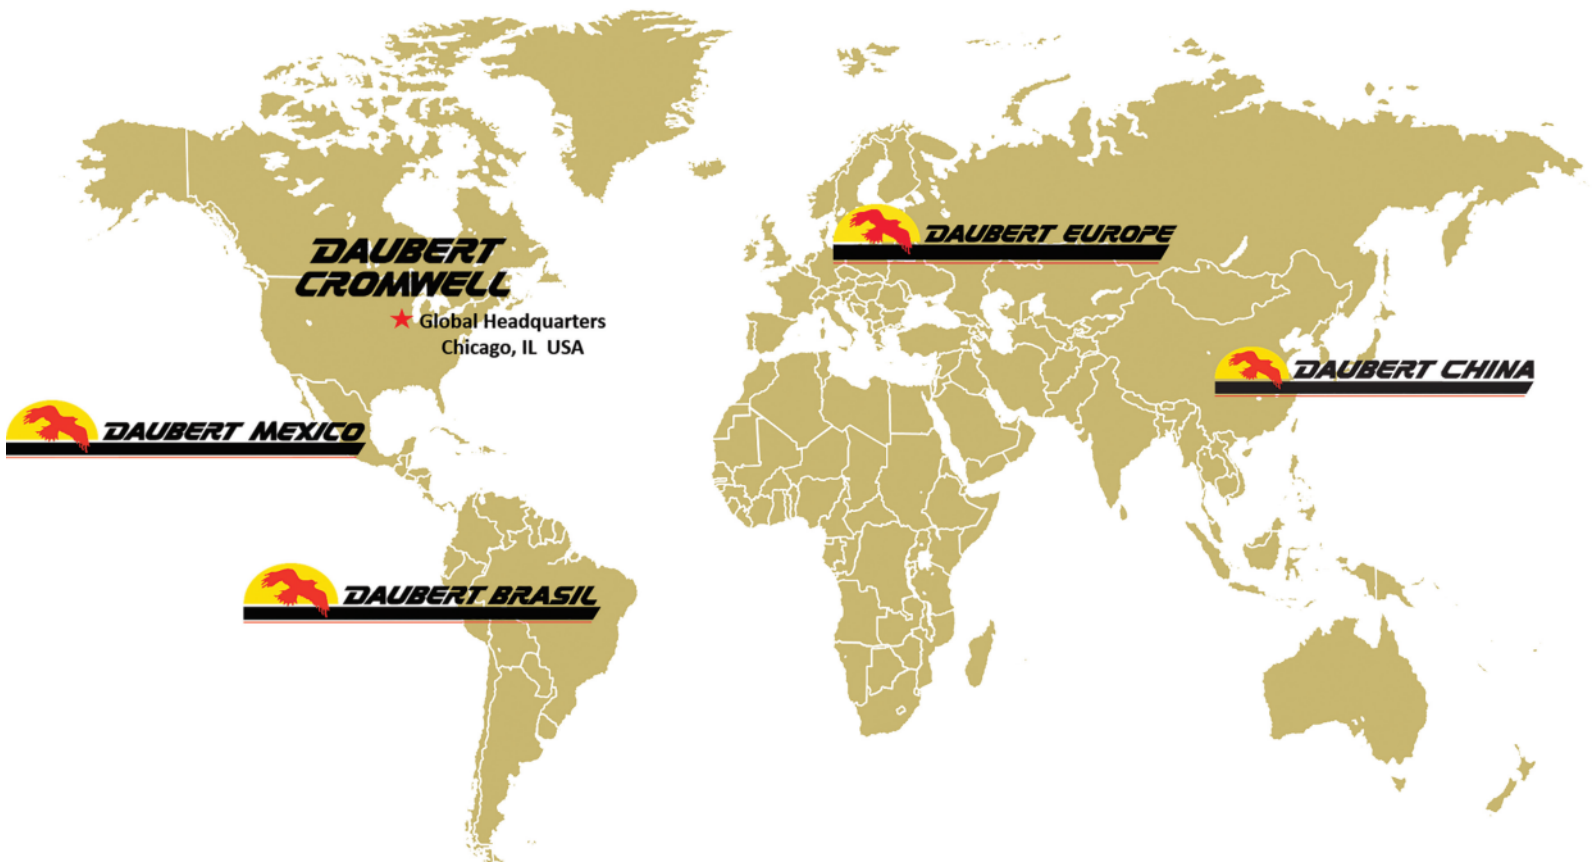 DAUBERT
CROMWELL
Global Headquarters
Chicago, IL USA
DAUBERT EUROPE
DAUBERT CHINA
DAUBERT MEXICO
DAUBERT BRASIL